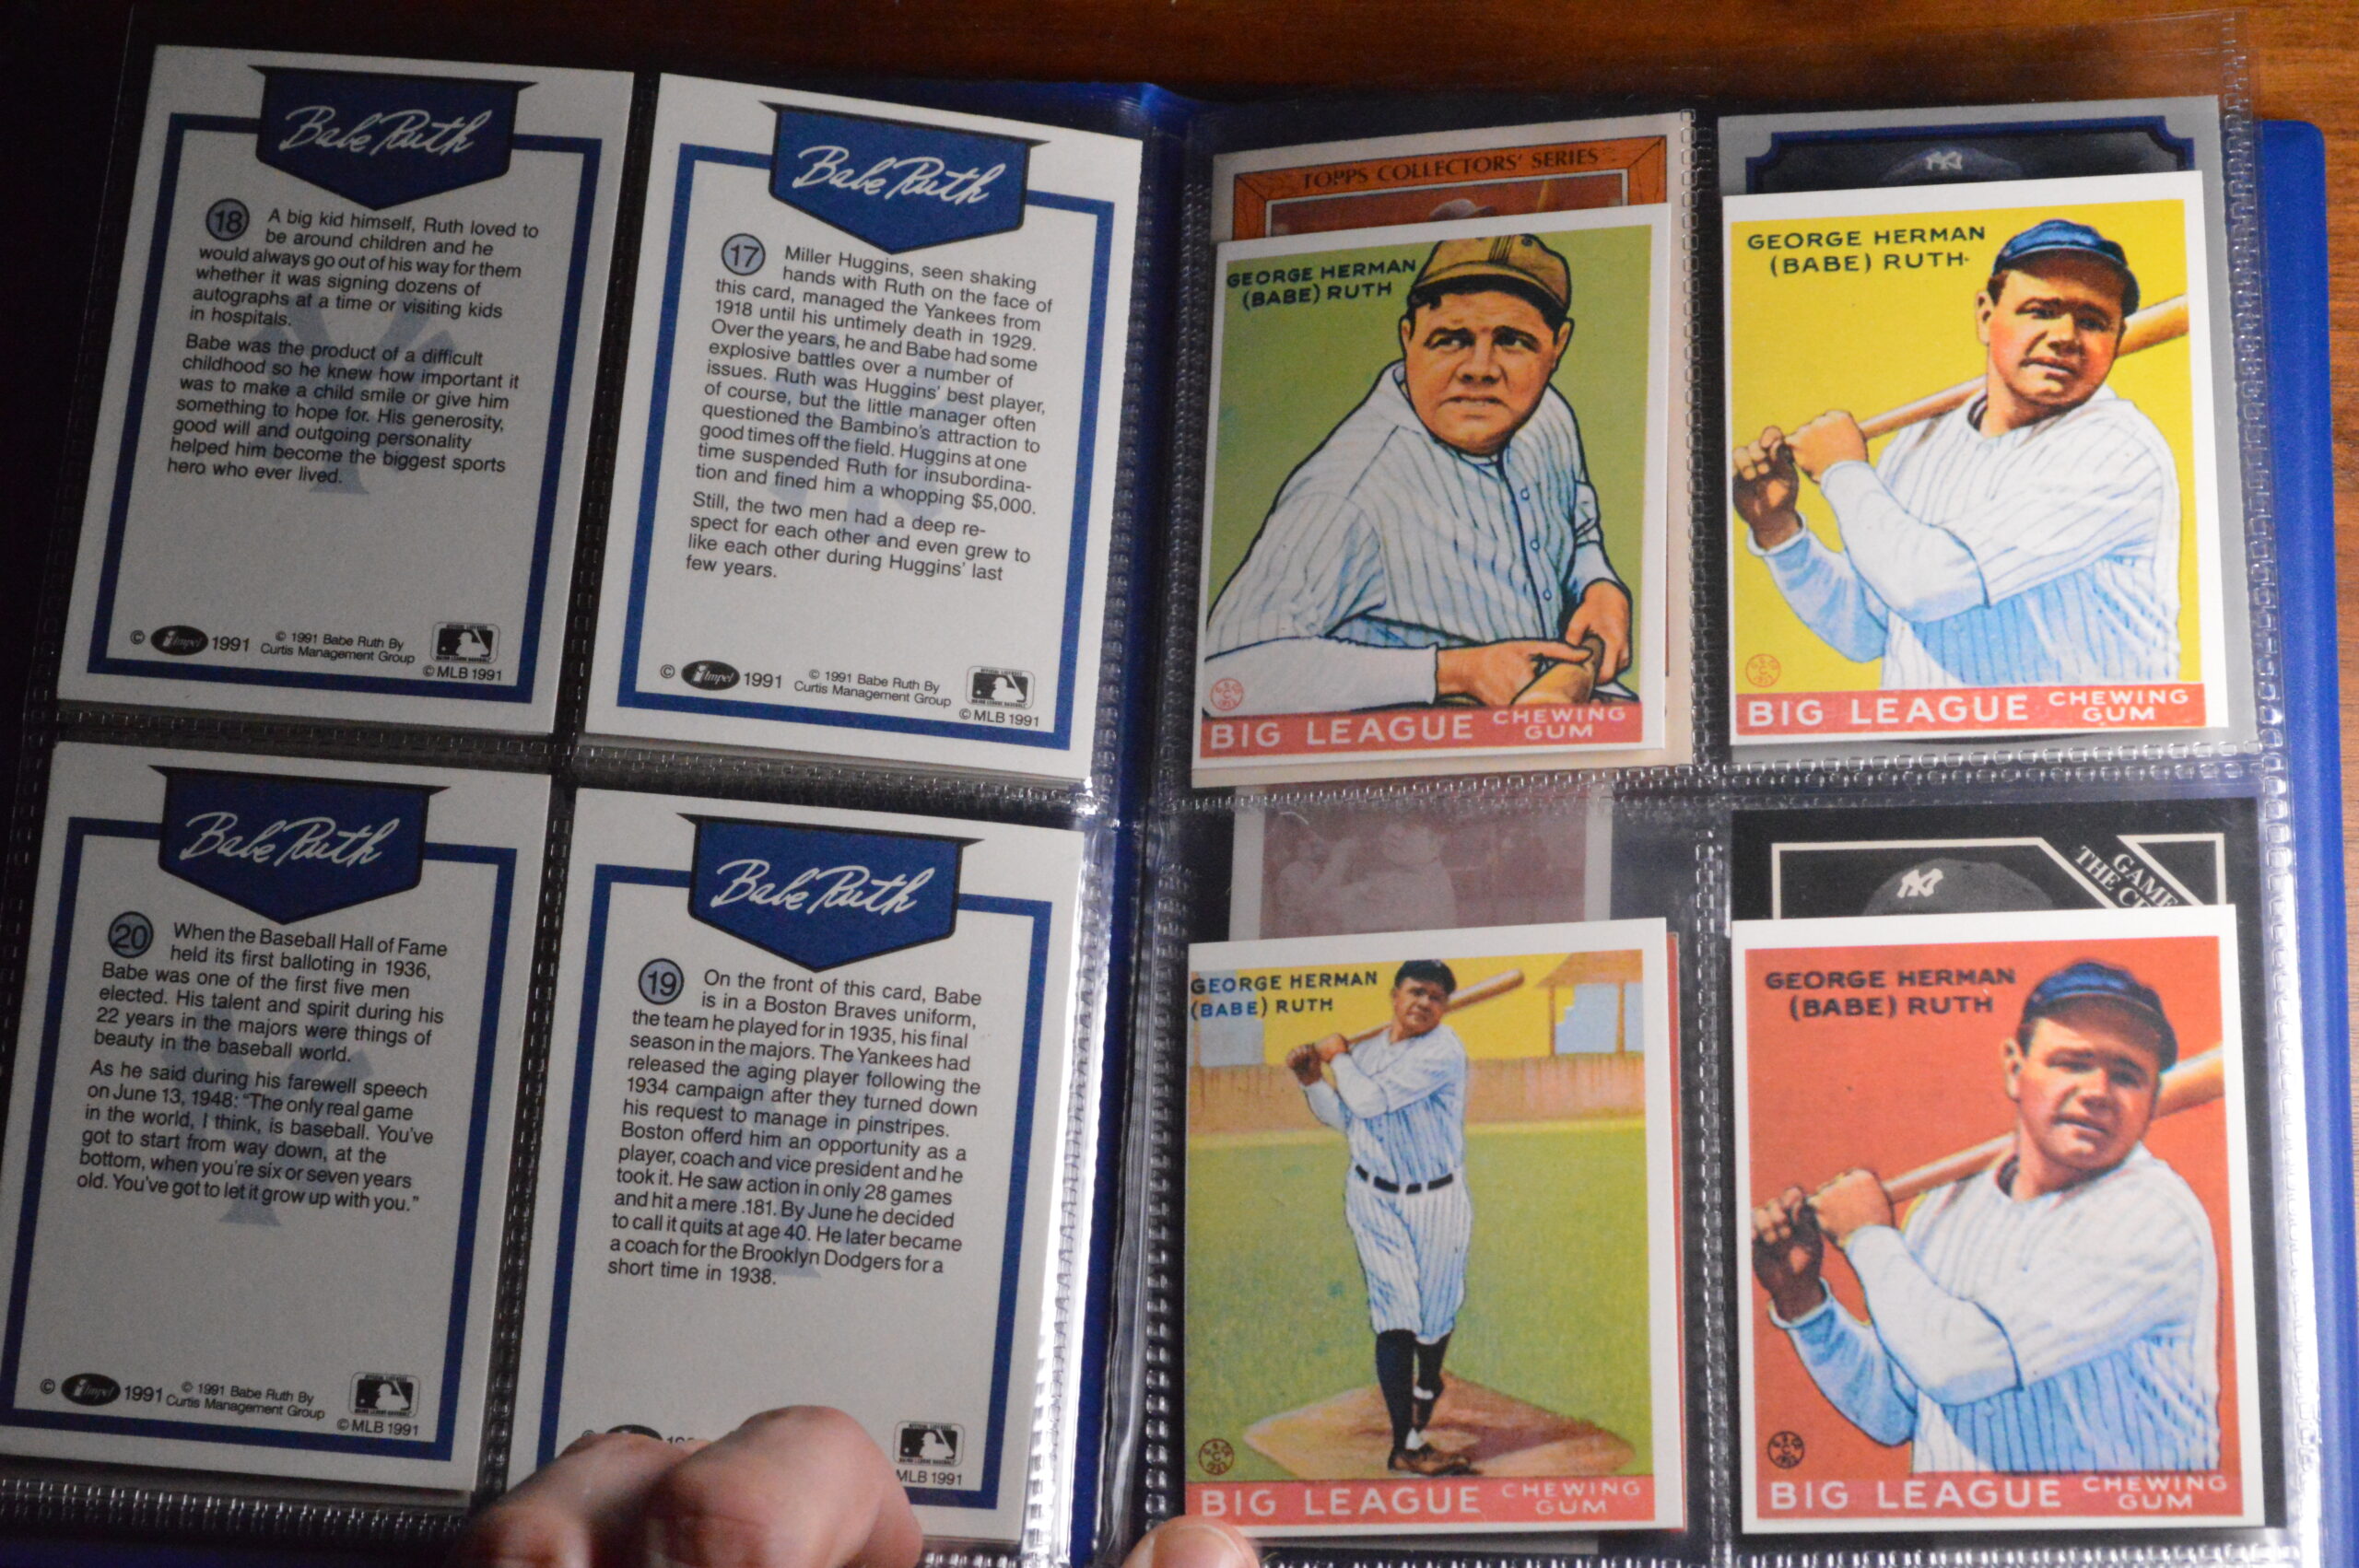 Babe Ruth
18 A big kid himself, Ruth loved to
be around children and he
would always go out of his way for them
whether it was signing dozens of
autographs at a time or visiting kids
in hospitals.
Babe was the product of a difficult
childhood so he knew how important it
was to make a child smile or give him
something to hope for. His generosity,
good will and outgoing personality
helped him become the biggest sports
hero who ever lived.
© Impel 1991 © 1991 Babe Ruth By
Curtis Management Group
© MLB 1991
Babe Ruth
17 Miller Huggins, seen shaking
hands with Ruth on the face of
this card, managed the Yankees from
1918 until his untimely death in 1929.
Over the years, he and Babe had some
explosive battles over a number of
issues. Ruth was Huggins' best player,
of course, but the little manager often
questioned the Bambino's attraction to
good times off the field. Huggins at one
time suspended Ruth for insubordina-
tion and fined him a whopping $5,000.
Still, the two men had a deep re-
spect for each other and even grew to
like each other during Huggins' last
few years.
© Impel 1991 © 1991 Babe Ruth By
Curtis Management Group
© MLB 1991
Babe Ruth
20 When the Baseball Hall of Fame
held its first balloting in 1936,
Babe was one of the first five men
elected. His talent and spirit during his
22 years in the majors were things of
beauty in the baseball world.
As he said during his farewell speech
on June 13, 1948: "The only real game
in the world, I think, is baseball. You've
got to start from way down, at the
bottom, when you're six or seven years
old. You've got to let it grow up with you."
© Impel 1991 © 1991 Babe Ruth By
Curtis Management Group
© MLB 1991
Babe Ruth
19 On the front of this card, Babe
is in a Boston Braves uniform,
the team he played for in 1935, his final
season in the majors. The Yankees had
released the aging player following the
1934 campaign after they turned down
his request to manage in pinstripes.
Boston offerd him an opportunity as a
player, coach and vice president and he
took it. He saw action in only 28 games
and hit a mere .181. By June he decided
to call it quits at age 40. He later became
a coach for the Brooklyn Dodgers for a
short time in 1938.
MLB 1991
TOPPS COLLECTORS' SERIES
GEORGE HERMAN
(BABE) RUTH
BIG LEAGUE CHEWING
GUM
NY
GEORGE HERMAN
(BABE) RUTH
BIG LEAGUE CHEWING
GUM
GEORGE HERMAN
(BABE) RUTH
BIG LEAGUE CHEWING
GUM
NY
GAME
THE
GEORGE HERMAN
(BABE) RUTH
BIG LEAGUE CHEWING
GUM